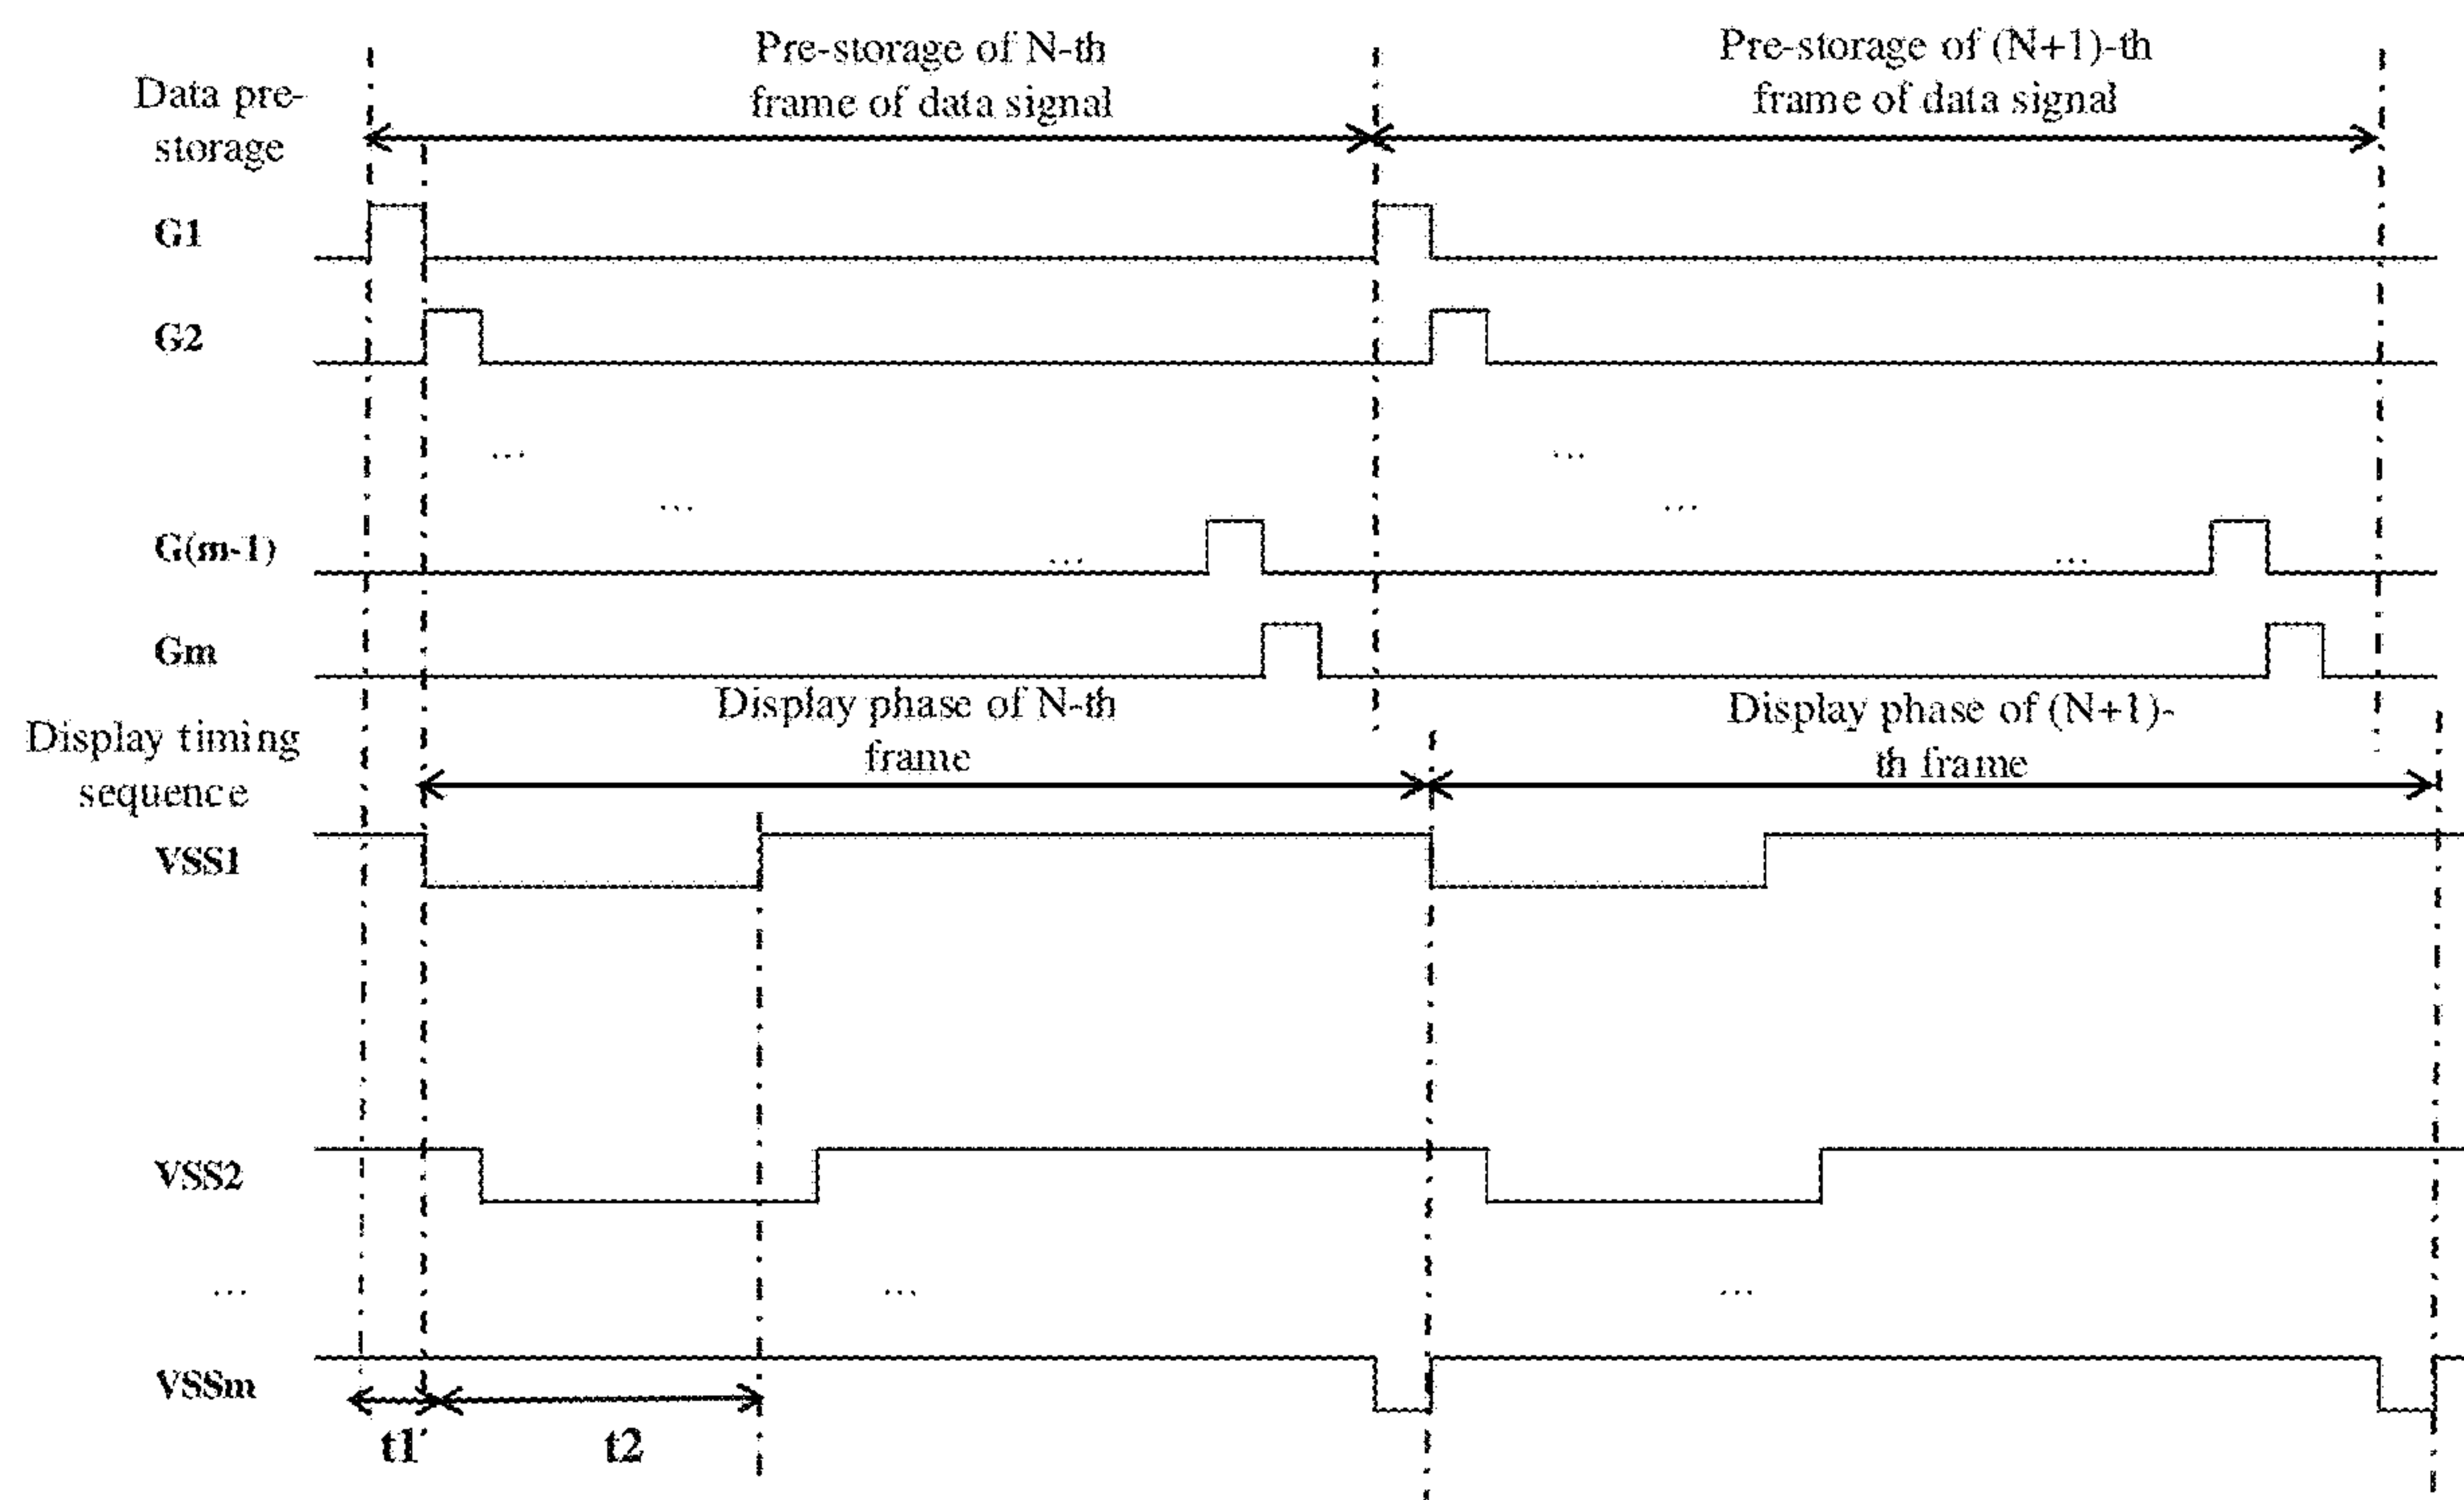 Pre-storage of N-th
frame of data signal
Pre-storage of (N+1)-th
frame of data signal
Data pre-
storage
G1
G2
...
...
...
...
G(m-1)
...
...
Gm
Display phase of N-th
frame
Display phase of (N+1)-
th frame
Display timing
sequence
VSS1
VSS2
...
...
...
VSSm
t1
t2